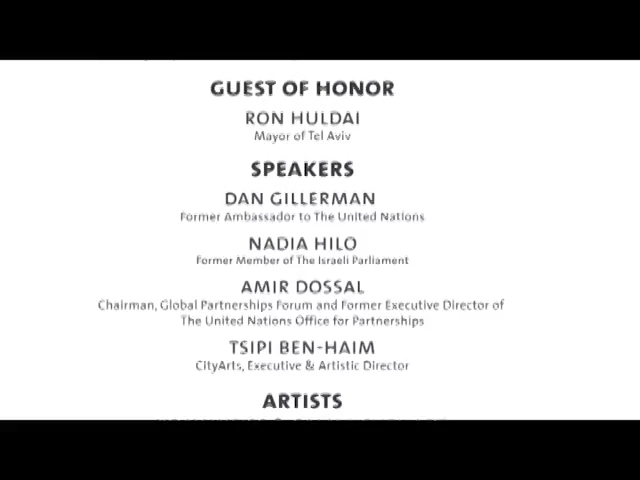 GUEST OF HONOR
RON HULDAI
Mayor of Tel Aviv
SPEAKERS
DAN GILLERMAN
Former Ambassador to The United Nations
NADIA HILO
Former Member of The Israeli Parliament
AMIR DOSSAL
Chairman, Global Partnerships Forum and Former Executive Director of
The United Nations Office for Partnerships
TSIPI BEN-HAIM
CityArts, Executive & Artistic Director
ARTISTS